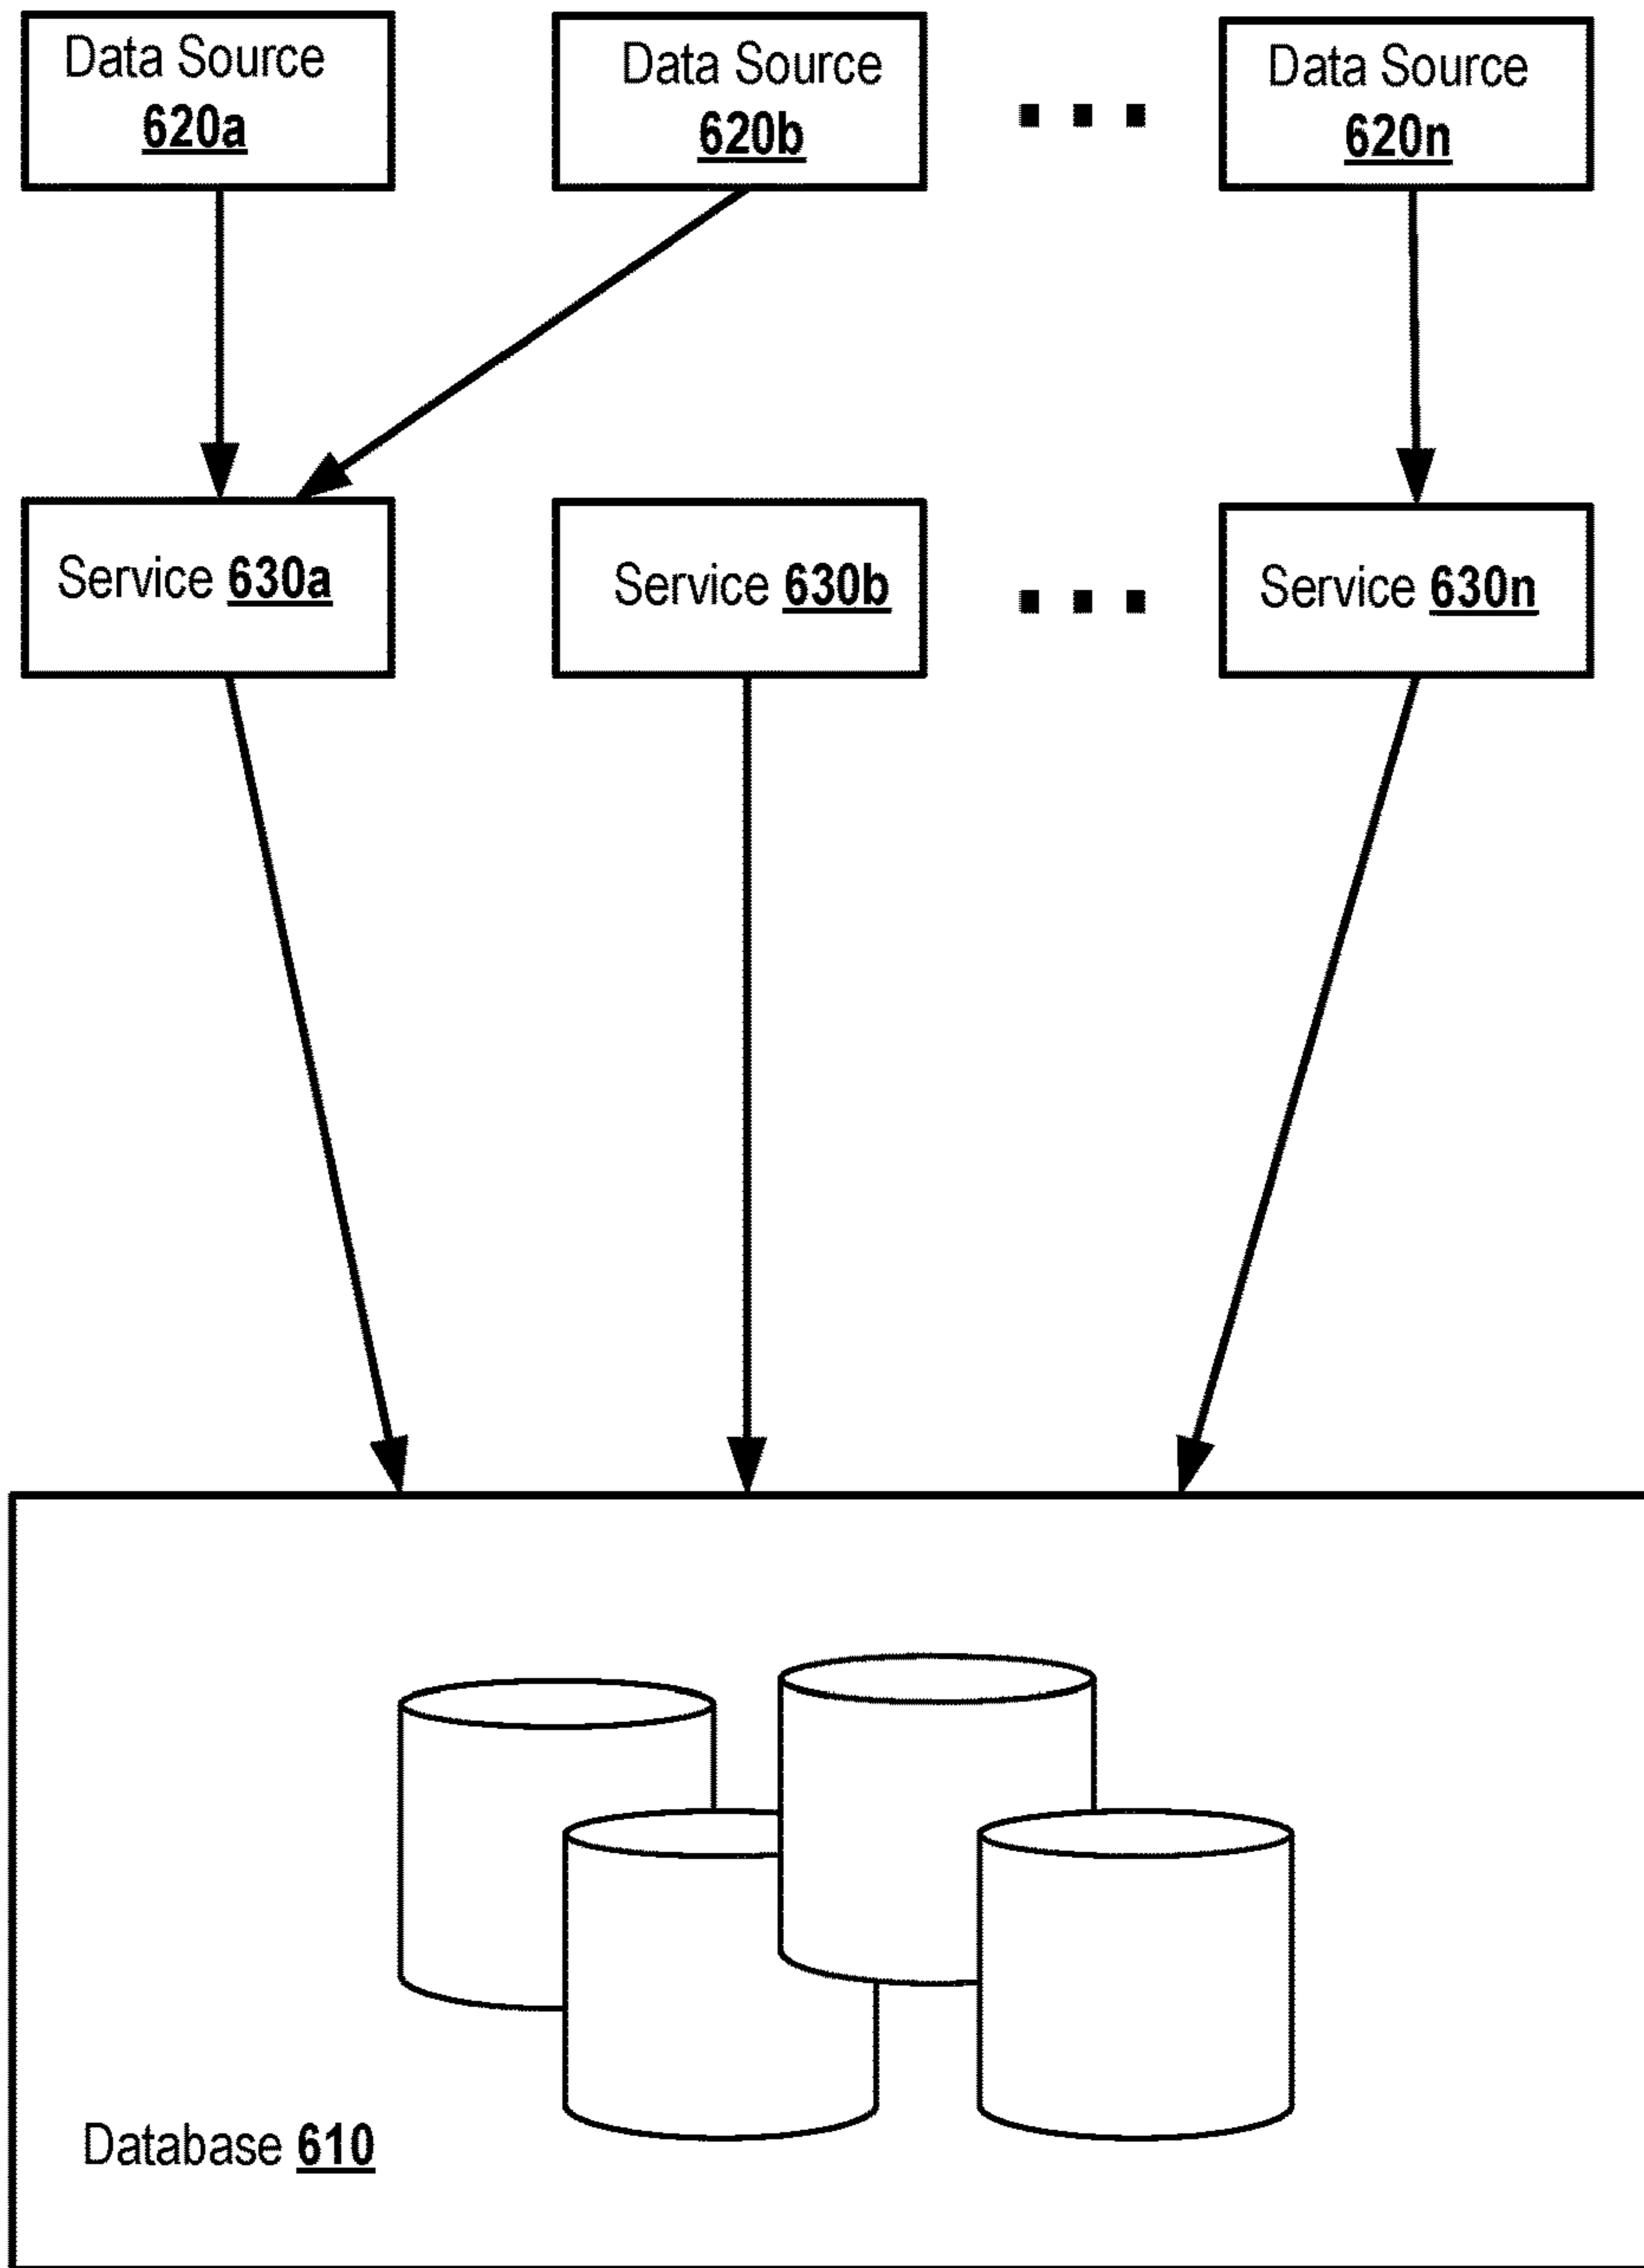 Data Source
620a
Data Source
620b
Data Source
620n
Service 630a
Service 630b
Service 630n
Database 610